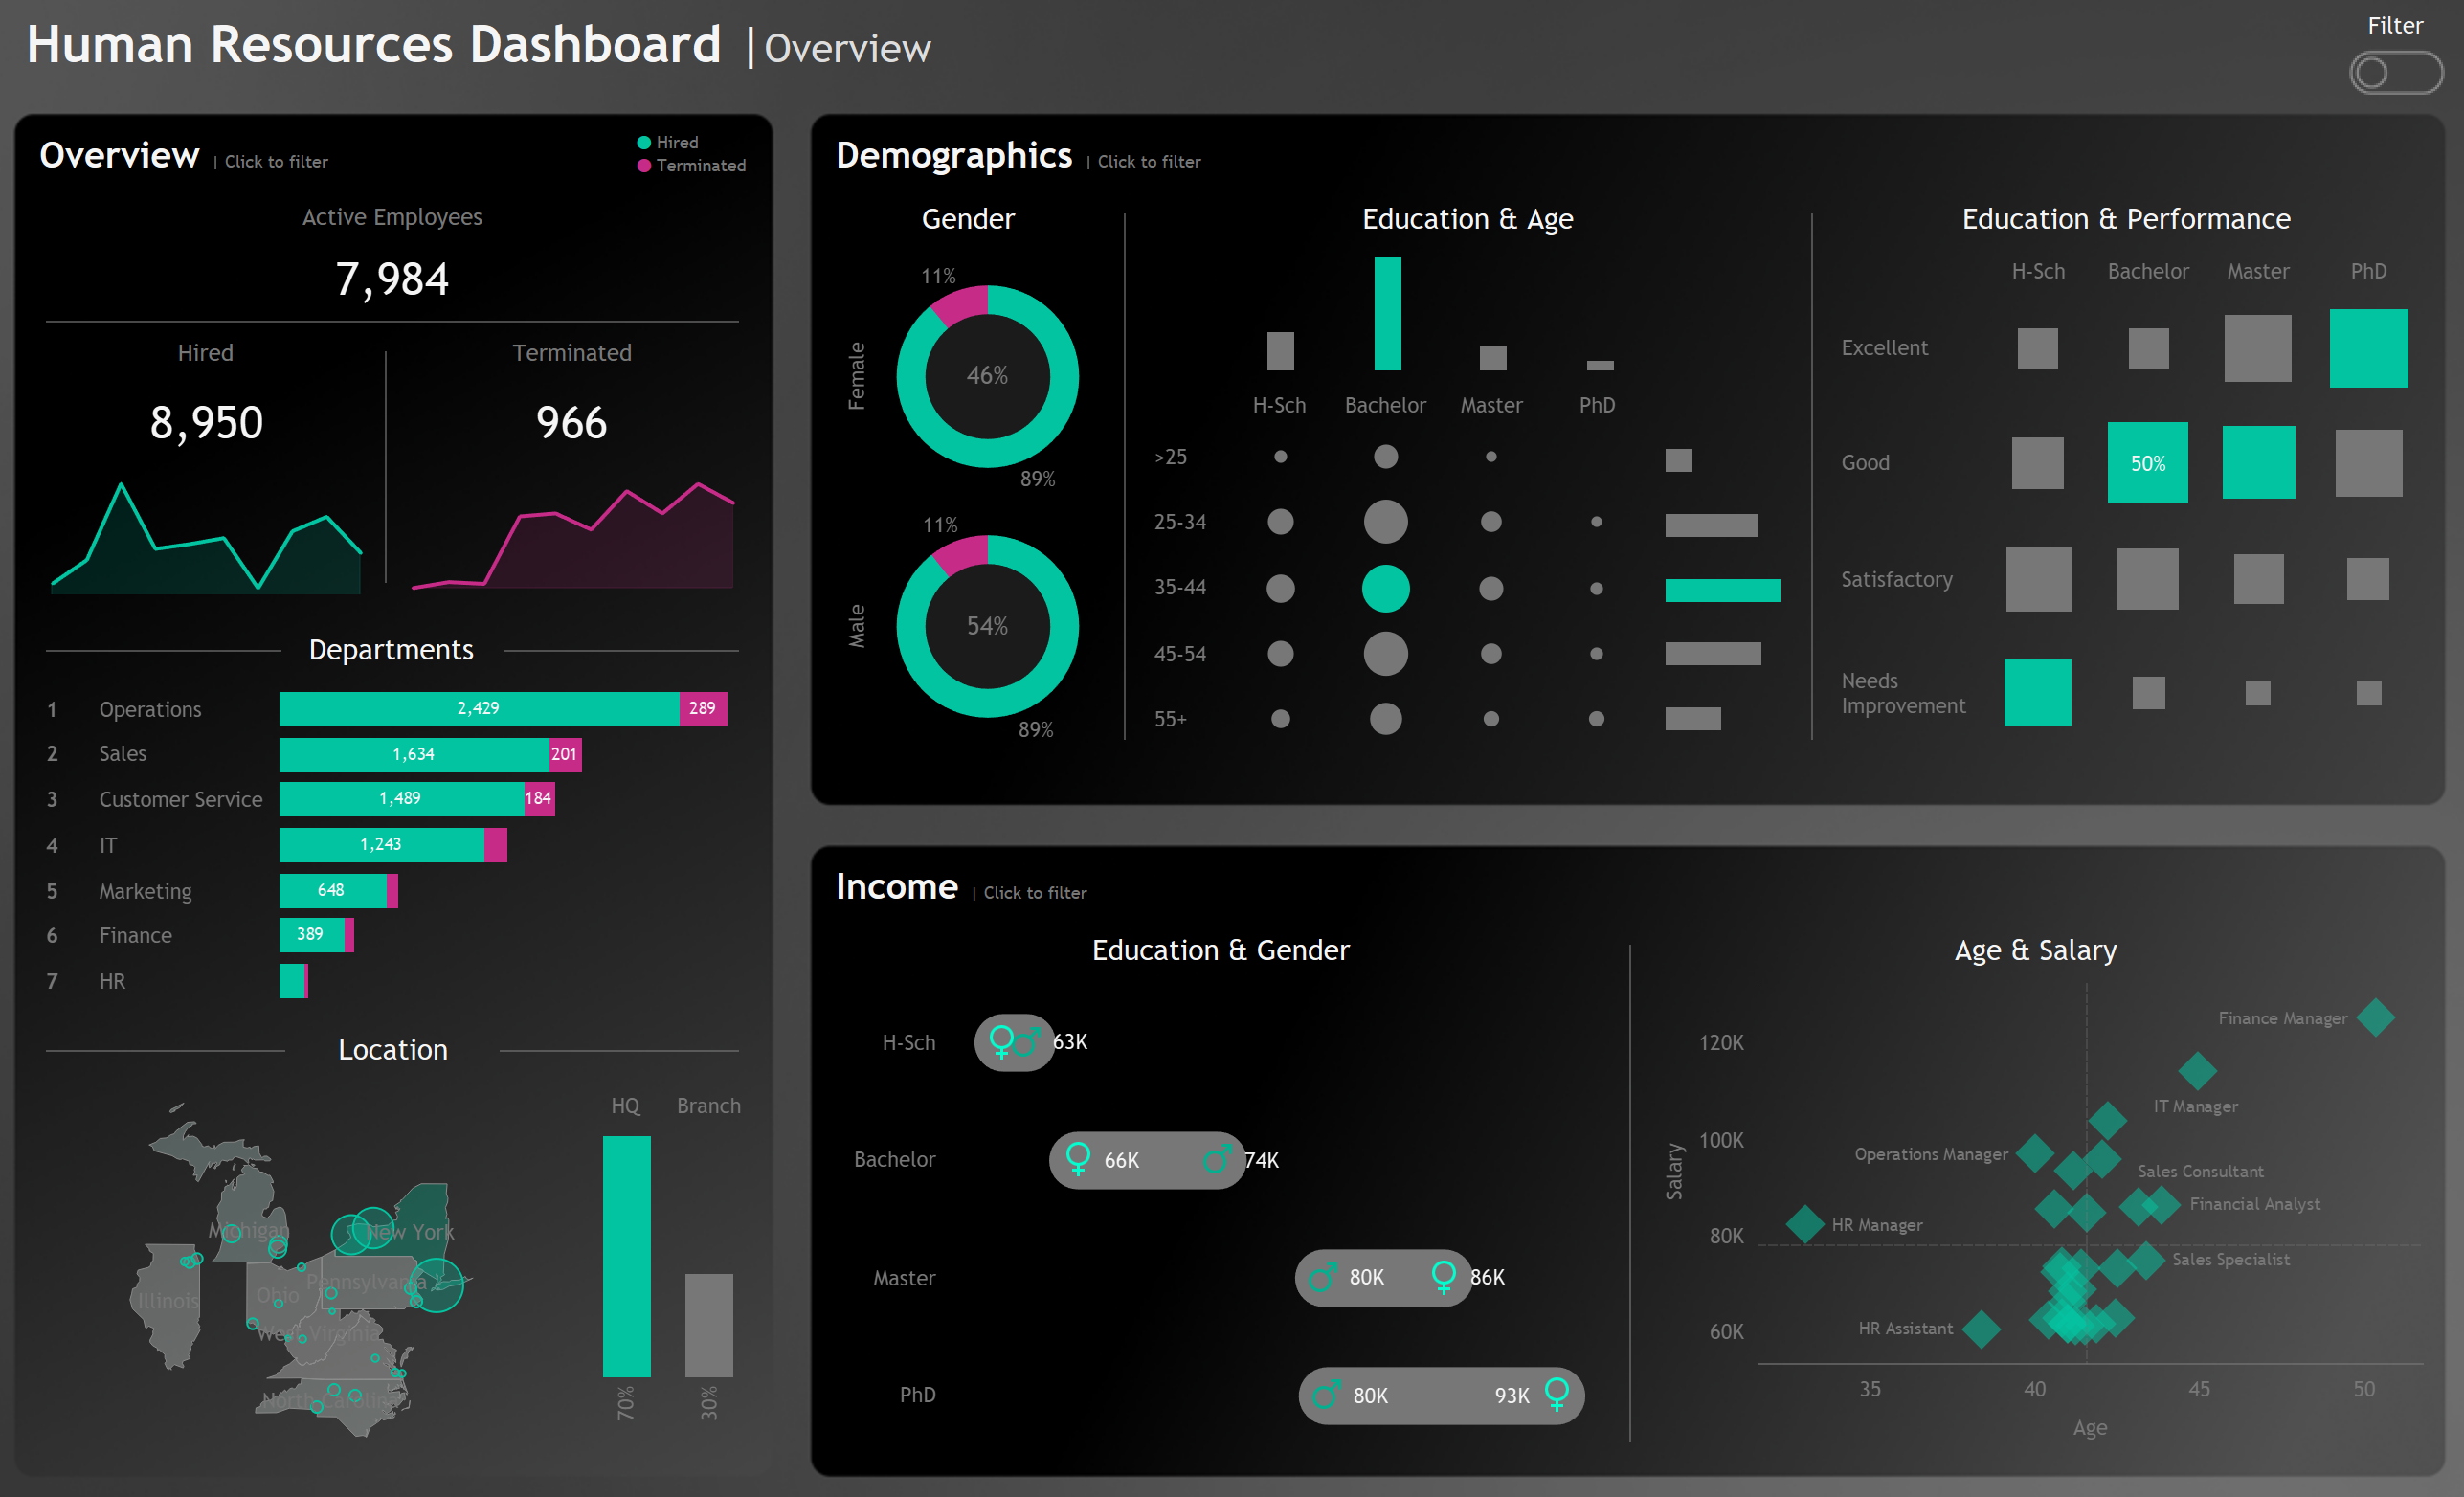 Human Resources Dashboard | Overview
Filter
Overview | Click to filter
Hired
Terminated
Active Employees
7,984
Hired
Terminated
8,950
966
Departments
1 Operations 2,429 289
2 Sales 1,634 201
3 Customer Service 1,489 184
4 IT 1,243
5 Marketing 648
6 Finance 389
7 HR
Location
HQ Branch
Michigan
New York
Pennsylvania
Ohio
Illinois
West Virginia
North Carolina
70% 30%
Demographics | Click to filter
Gender
11%
Female
46%
89%
11%
Male
54%
89%
Education & Age
H-Sch Bachelor Master PhD
>25
25-34
35-44
45-54
55+
Education & Performance
H-Sch Bachelor Master PhD
Excellent
Good 50%
Satisfactory
Needs
Improvement
Income | Click to filter
Education & Gender
H-Sch 63K
Bachelor 66K 74K
Master 80K 86K
PhD 80K 93K
Age & Salary
Salary
120K
100K
80K
60K
Finance Manager
IT Manager
Operations Manager
Sales Consultant
Financial Analyst
HR Manager
Sales Specialist
HR Assistant
35 40 45 50
Age